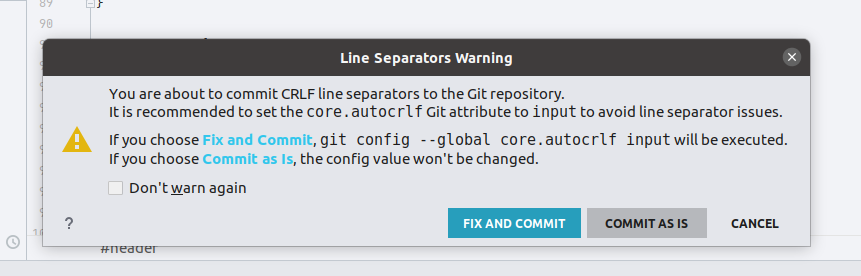 89
}
90
Line Separators Warning
You are about to commit CRLF line separators to the Git repository.
It is recommended to set the core.autocrlf Git attribute to input to avoid line separator issues.
If you choose Fix and Commit, git config --global core.autocrlf input will be executed.
If you choose Commit as Is, the config value won't be changed.
Don't warn again
?
FIX AND COMMIT
COMMIT AS IS
CANCEL
#header